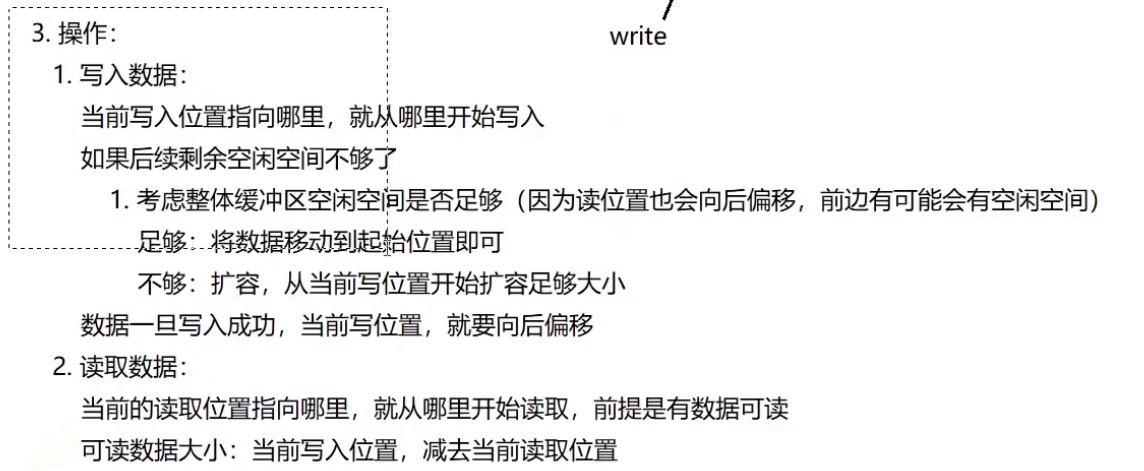 3. 操作：
write
1. 写入数据：
当前写入位置指向哪里，就从哪里开始写入
如果后续剩余空闲空间不够了
1. 考虑整体缓冲区空闲空间是否足够（因为读位置也会向后偏移，前边有可能会有空闲空间）
足够：将数据移动到起始位置即可
不够：扩容，从当前写位置开始扩容足够大小
数据一旦写入成功，当前写位置，就要向后偏移
2. 读取数据：
当前的读取位置指向哪里，就从哪里开始读取，前提是有数据可读
可读数据大小：当前写入位置，减去当前读取位置